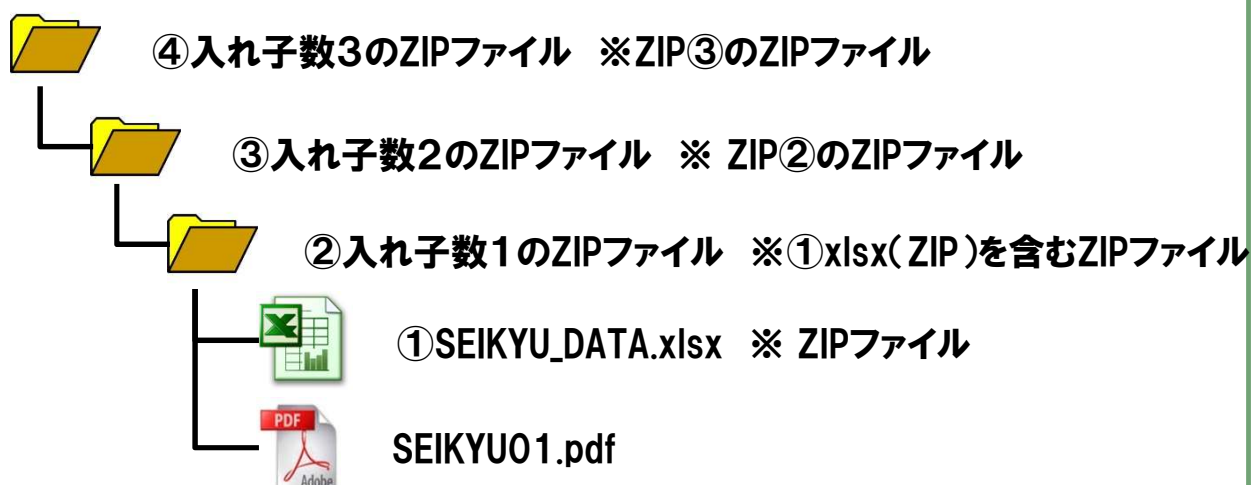 ④入れ子数３のZIPファイル ※ZIP③のZIPファイル
③入れ子数２のZIPファイル ※ ZIP②のZIPファイル
②入れ子数１のZIPファイル ※①xlsx(ZIP)を含むZIPファイル
①SEIKYU_DATA.xlsx ※ ZIPファイル
PDF
SEIKYU01.pdf
Adobe